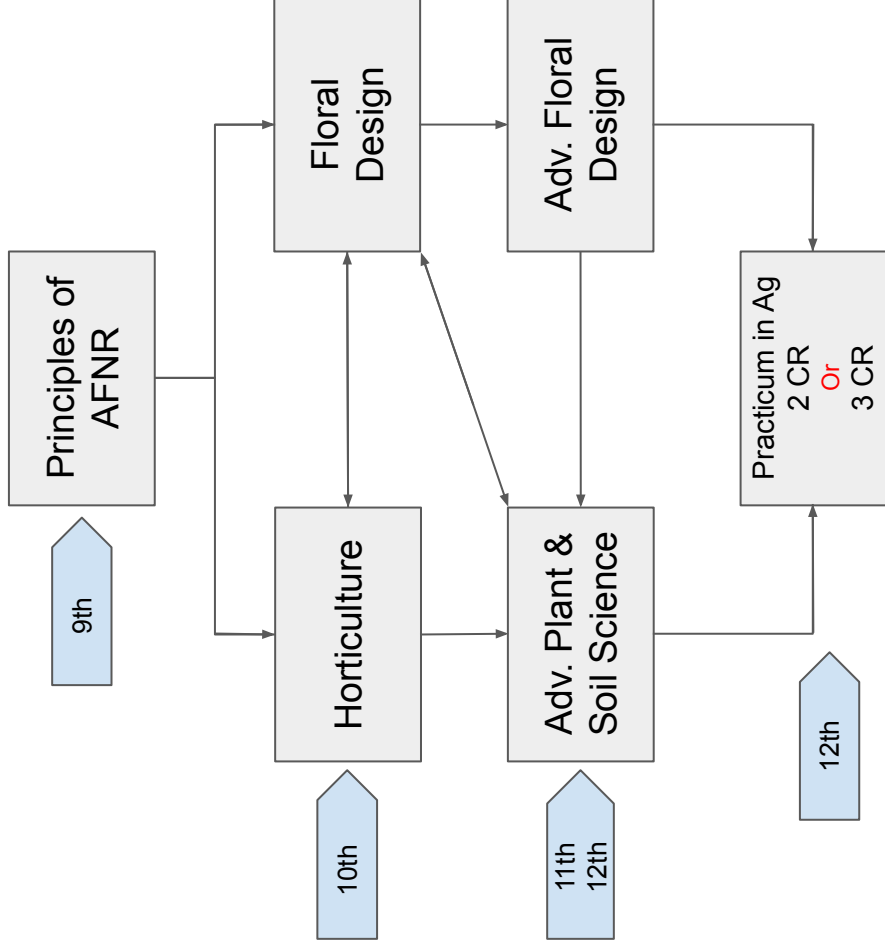 9th
Principles of
AFNR
10th
Horticulture
Floral
Design
11th
12th
Adv. Plant &
Soil Science
Adv. Floral
Design
12th
Practicum in Ag
2 CR
Or
3 CR